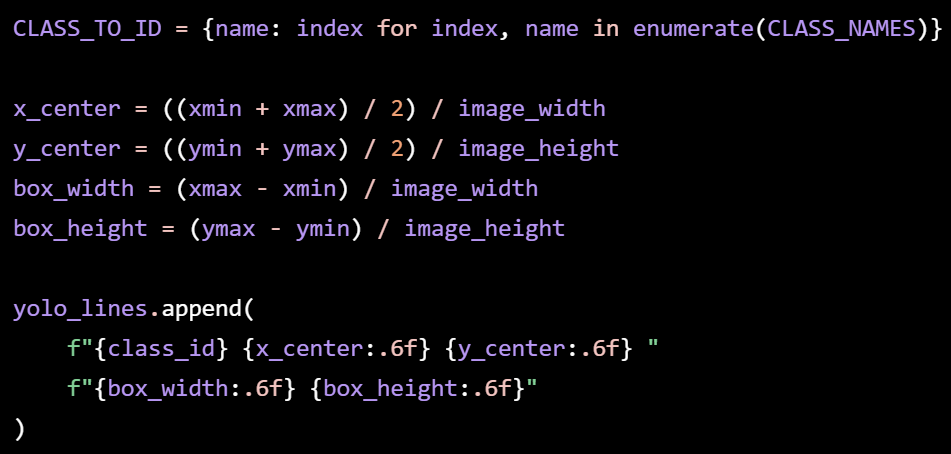 CLASS_TO_ID = {name: index for index, name in enumerate(CLASS_NAMES)}
x_center = ((xmin + xmax) / 2) / image_width
y_center = ((ymin + ymax) / 2) / image_height
box_width = (xmax - xmin) / image_width
box_height = (ymax - ymin) / image_height
yolo_lines.append(
    f"{class_id} {x_center:.6f} {y_center:.6f} "
    f"{box_width:.6f} {box_height:.6f}"
)